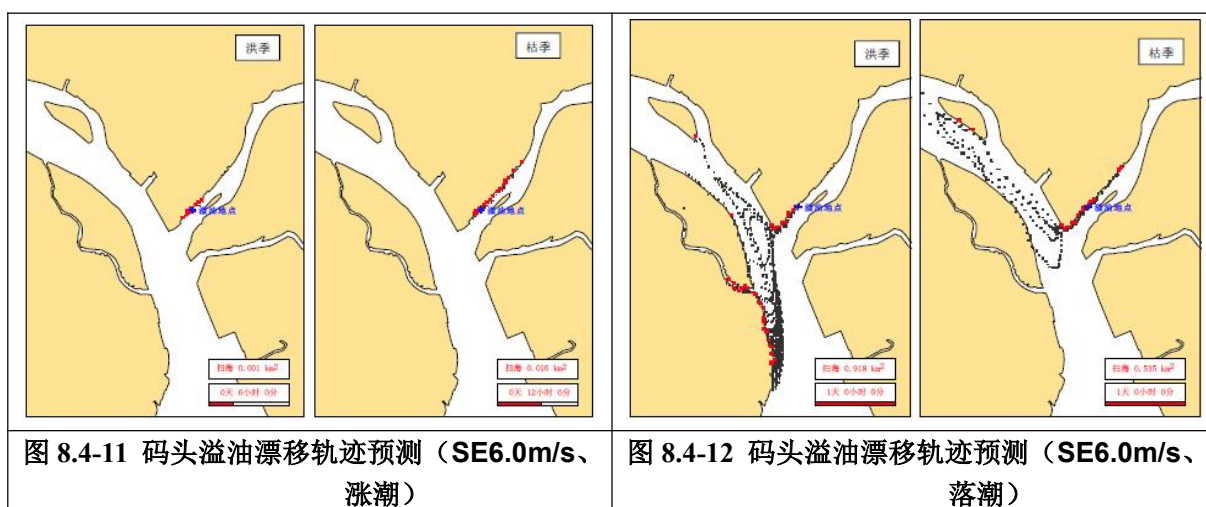 洪季
枯季
洪季
枯季
溢油地点
溢油地点
溢油地点
溢油地点
扫海 0.001 km2
0天 6小时 0分
扫海 0.016 km2
0天 12小时 0分
扫海 0.918 km2
1天 0小时 0分
扫海 0.535 km2
1天 0小时 0分
图 8.4-11 码头溢油漂移轨迹预测（SE6.0m/s、
涨潮）
图 8.4-12 码头溢油漂移轨迹预测（SE6.0m/s、
落潮）